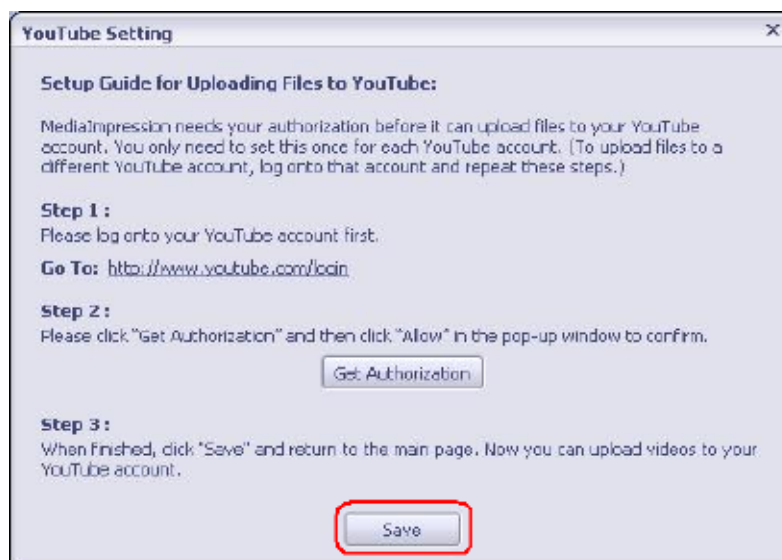 YouTube Setting
Setup Guide for Uploading Files to YouTube:
MediaImpression needs your authorization before it can upload files to your YouTube
account. You only need to set this once for each YouTube account. (To upload files to a
different YouTube account, log onto that account and repeat these steps.)
Step 1 :
Please log onto your YouTube account first.
Go To: http://www.youtube.com/login
Step 2 :
Please click "Get Authorization" and then click "Allow" in the pop-up window to confirm.
Get Authorization
Step 3 :
When finished, click "Save" and return to the main page. Now you can upload videos to your
YouTube account.
Save